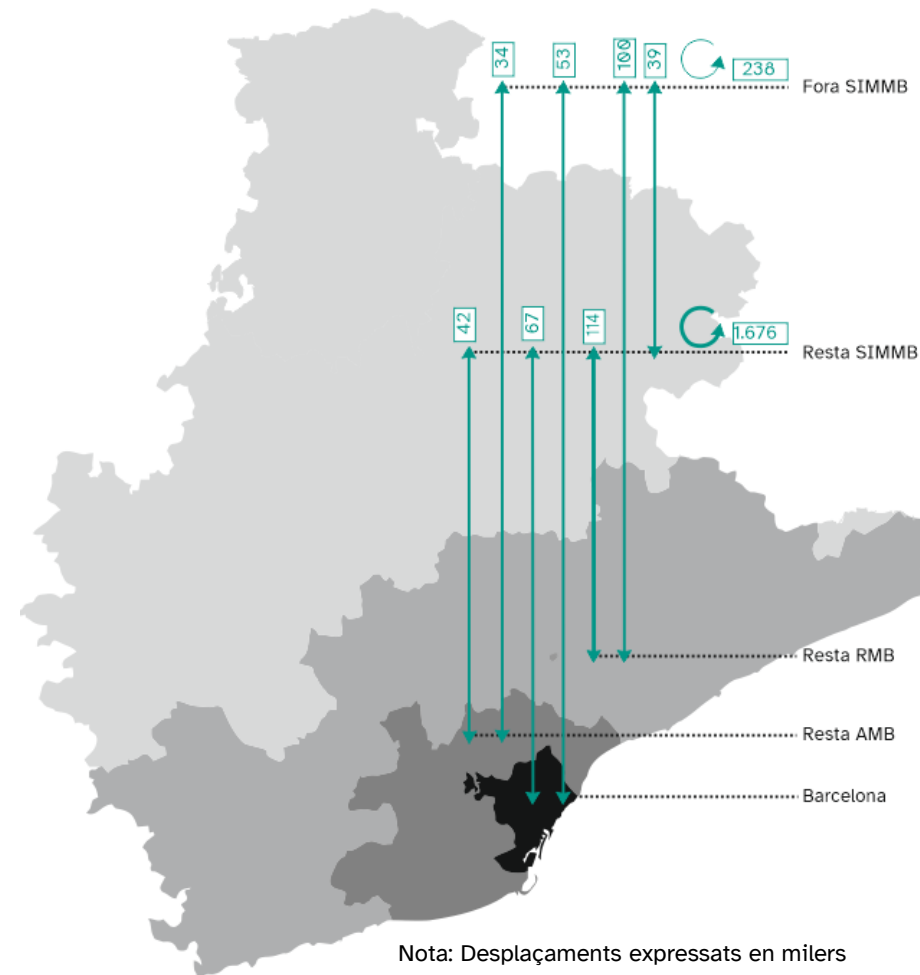 34
53
100
39
238
Fora SIMMB
42
67
114
1.676
Resta SIMMB
Resta RMB
Resta AMB
Barcelona
Nota: Desplaçaments expressats en milers